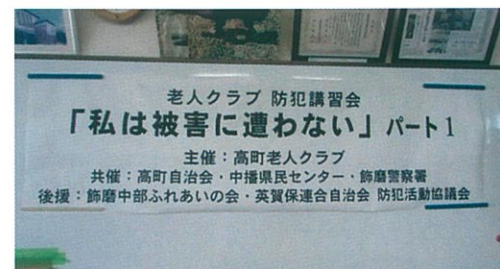 老人クラブ 防犯講習会
「私は被害に遭わない」パート1
主催：高町老人クラブ
共催：高町自治会・中播県民センター・飾磨警察署
後援：飾磨中部ふれあいの会・英賀保連合自治会 防犯活動協議会